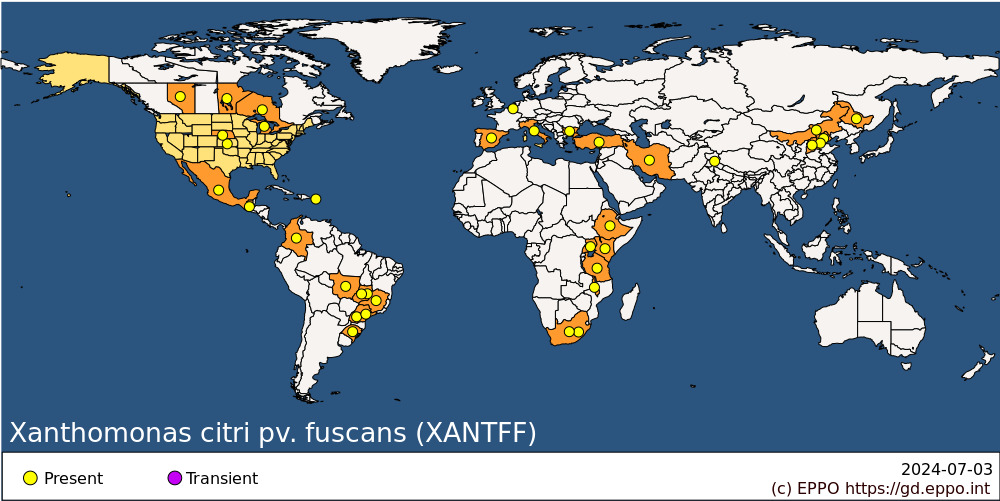 Xanthomonas citri pv. fuscans (XANTFF)
Present
Transient
2024-07-03
(c) EPPO https://gd.eppo.int